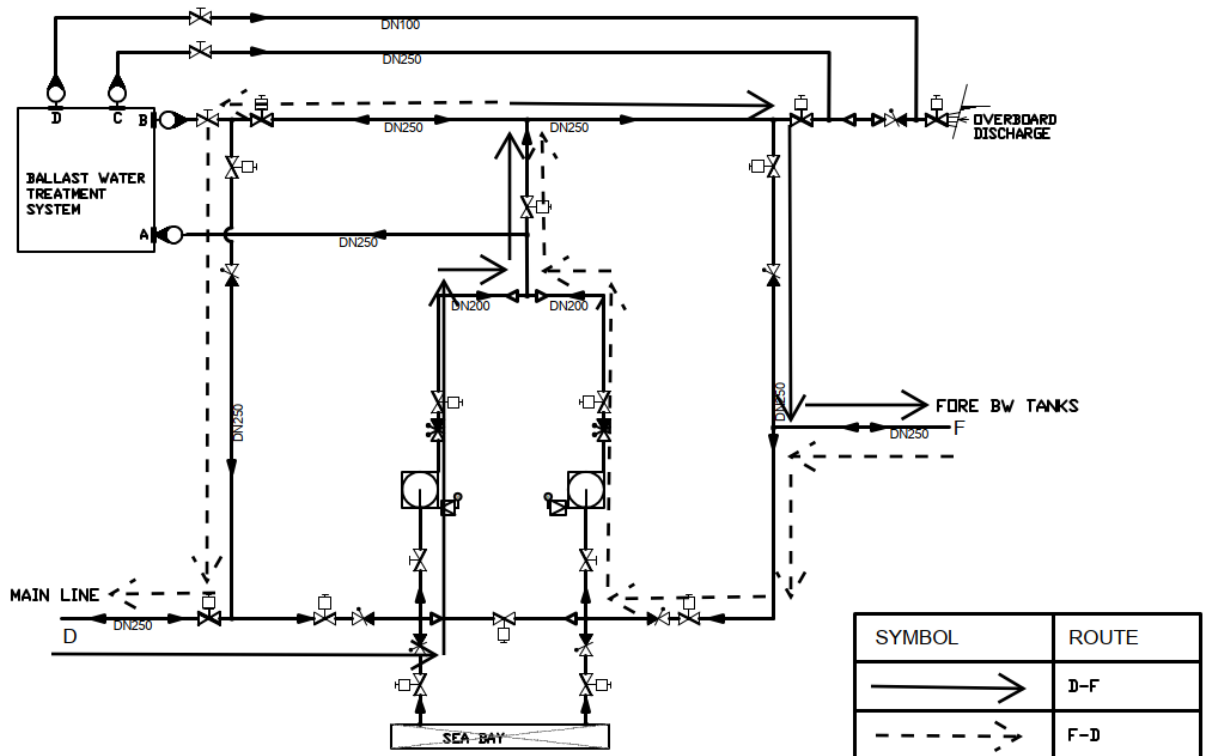 DN100
DN250
D
C
B
DN250
DN250
OVERBOARD
DISCHARGE
BALLAST WATER
TREATMENT
SYSTEM
A
DN250
DN200
DN200
DN250
DN250
FORE BW TANKS
DN250
F
MAIN LINE
DN250
D
SEA BAY
SYMBOL
ROUTE
D-F
F-D